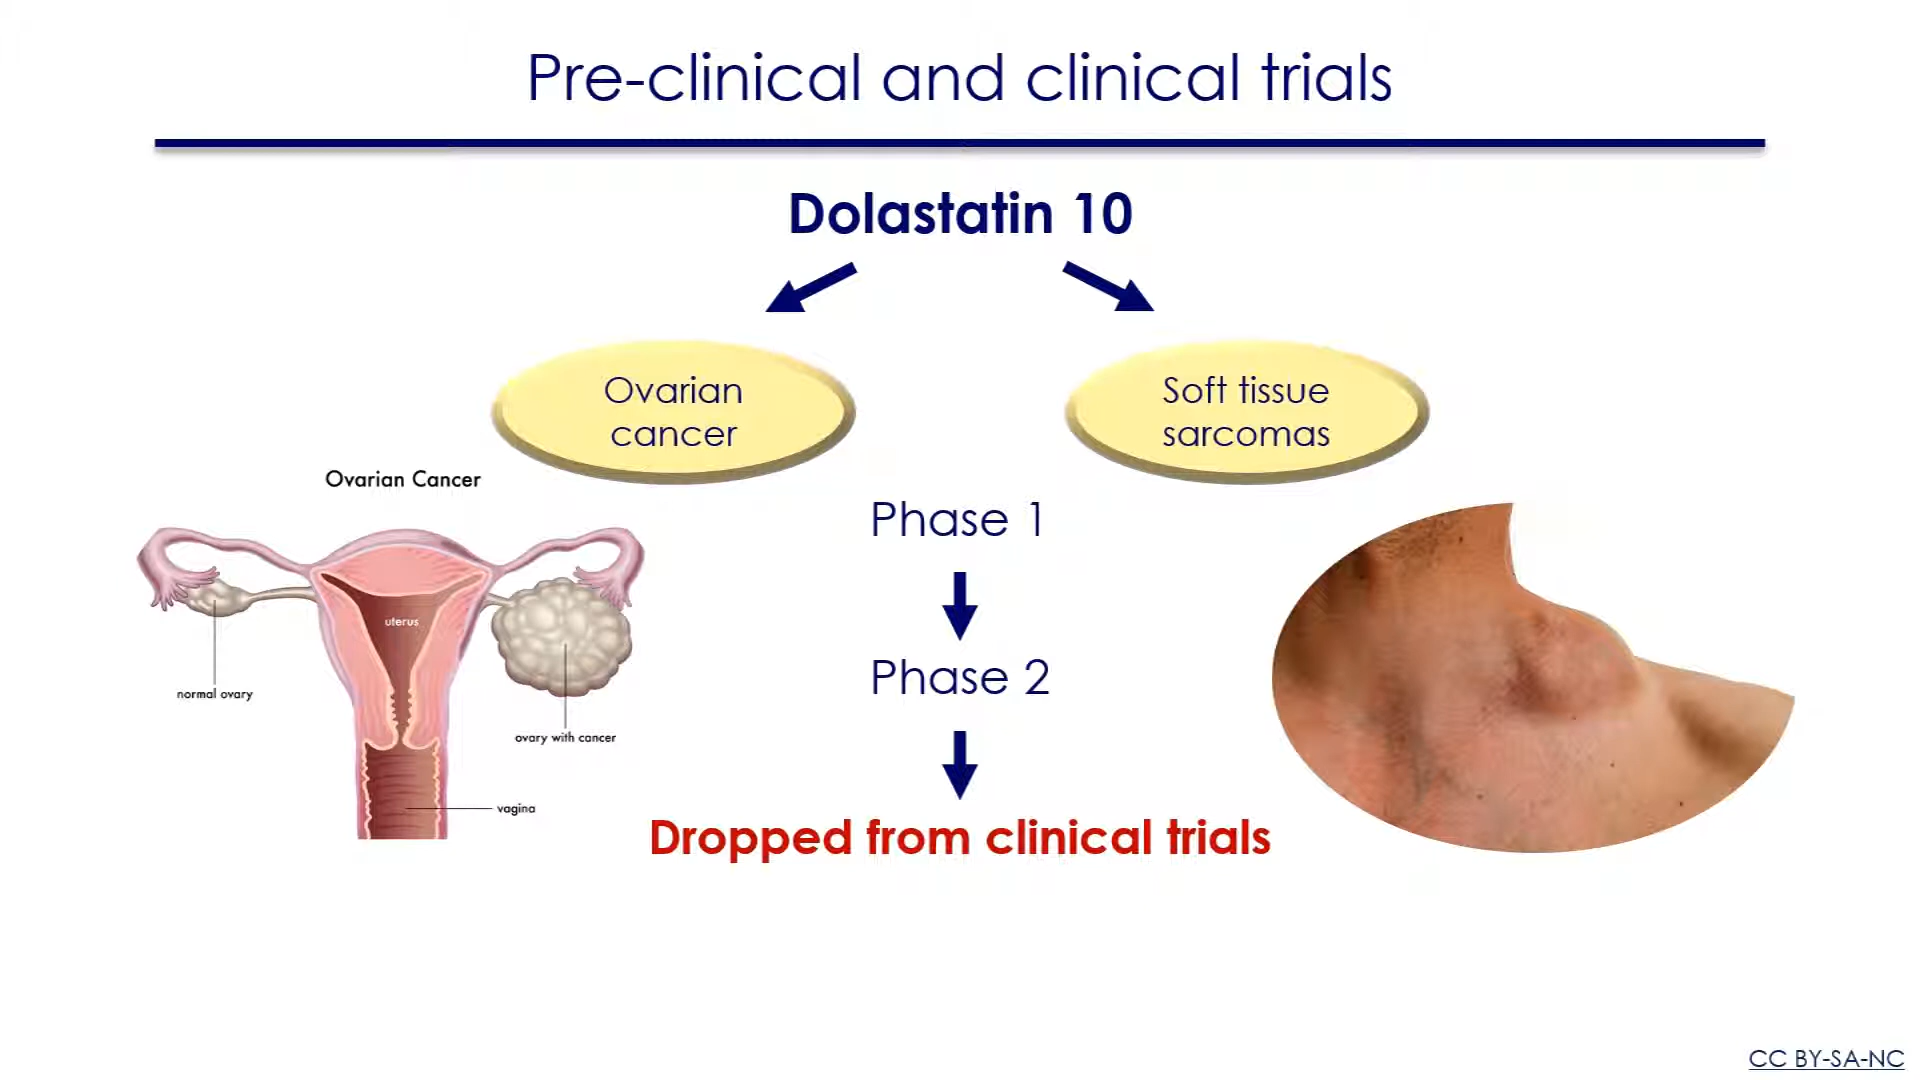 Pre-clinical and clinical trials
Dolastatin 10
Ovarian
cancer
Soft tissue
sarcomas
Ovarian Cancer
Phase 1
uterus
Phase 2
normal ovary
ovary with cancer
vagina
Dropped from clinical trials
CC BY-SA-NC